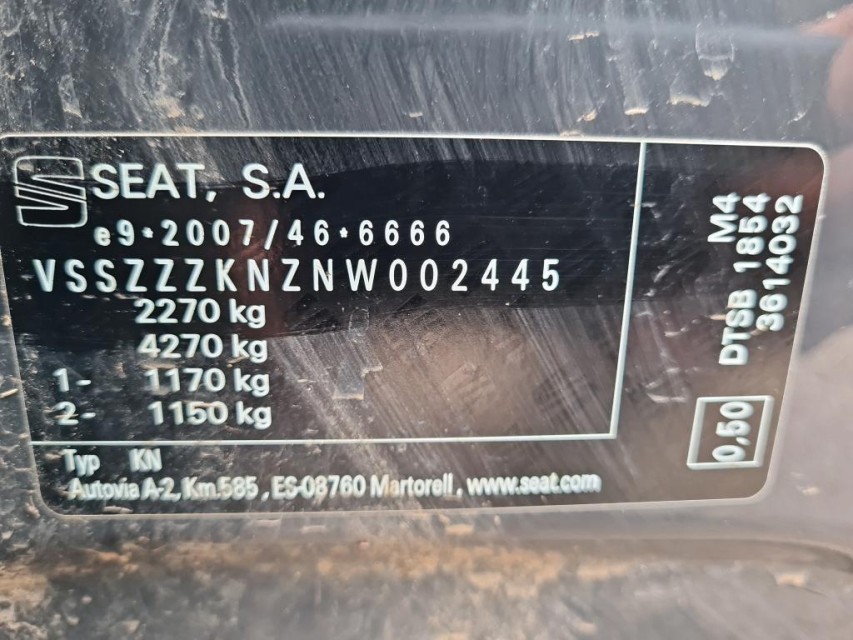 SEAT, S.A.
e9*2007/46*6666
VSSZZZKNZNW002445
2270 kg
4270 kg
1- 1170 kg
2- 1150 kg
Typ KN
Autovia A-2, Km.585, ES-08760 Martorell, www.seat.com
M4
DTSB 1854
3614032
0,50